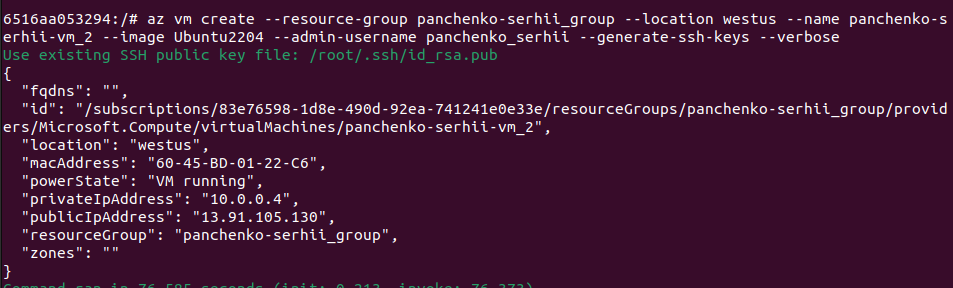 6516aa053294:/# az vm create --resource-group panchenko-serhii_group --location westus --name panchenko-s
erhii-vm_2 --image Ubuntu2204 --admin-username panchenko_serhii --generate-ssh-keys --verbose
Use existing SSH public key file: /root/.ssh/id_rsa.pub
{
  "fqdns": "",
  "id": "/subscriptions/83e76598-1d8e-490d-92ea-741241e0e33e/resourceGroups/panchenko-serhii_group/provid
ers/Microsoft.Compute/virtualMachines/panchenko-serhii-vm_2",
  "location": "westus",
  "macAddress": "60-45-BD-01-22-C6",
  "powerState": "VM running",
  "privateIpAddress": "10.0.0.4",
  "publicIpAddress": "13.91.105.130",
  "resourceGroup": "panchenko-serhii_group",
  "zones": ""
}
Command ran in 76.585 seconds (init: 0.213, invoke: 76.373)